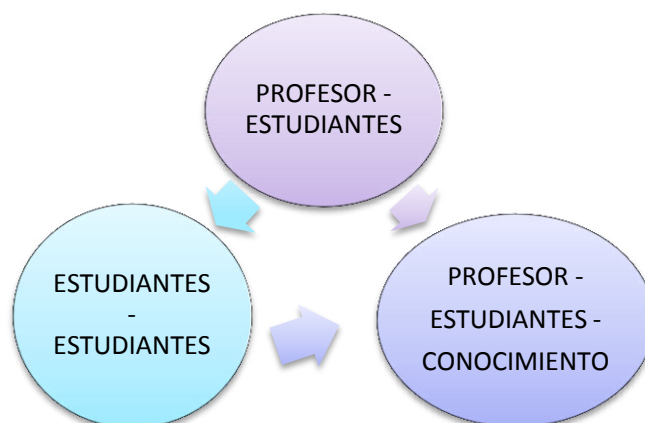 PROFESOR -
ESTUDIANTES
ESTUDIANTES
-
ESTUDIANTES
PROFESOR -
ESTUDIANTES -
CONOCIMIENTO